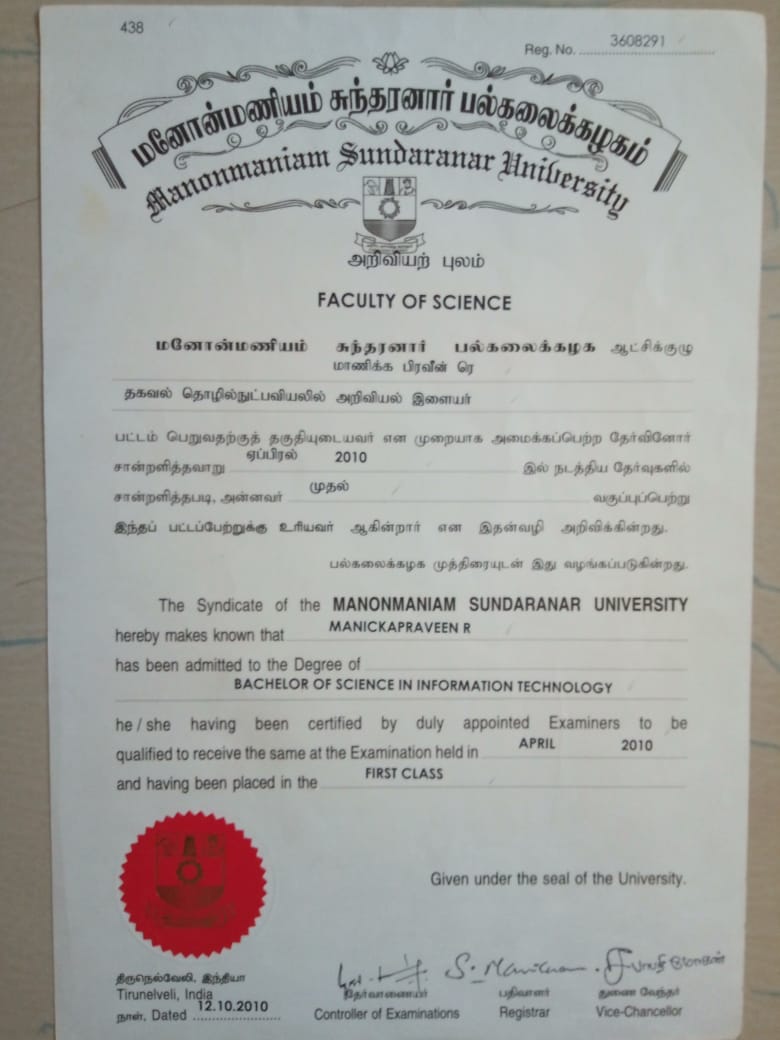 438
Reg. No. 3608291
மனோன்மணியம் சுந்தரனார் பல்கலைக்கழகம்
Manonmaniam Sundaranar University
அறிவியற் புலம்
FACULTY OF SCIENCE
மனோன்மணியம் சுந்தரனார் பல்கலைக்கழக ஆட்சிக்குழு
மாணிக்க பிரவீன் ரெ
தகவல் தொழில்நுட்பவியலில் அறிவியல் இளையர்
பட்டம் பெறுவதற்குத் தகுதியுடையவர் என முறையாக அமைக்கப்பெற்ற தேர்வினோர்
சான்றளித்தவாறு ஏப்பிரல் 2010 இல் நடத்திய தேர்வுகளில்
சான்றளித்தபடி, அன்னவர் முதல் வகுப்புப்பெற்று
இந்தப் பட்டப்பேற்றுக்கு உரியவர் ஆகின்றார் என இதன்வழி அறிவிக்கின்றது.
பல்கலைக்கழக முத்திரையுடன் இது வழங்கப்படுகின்றது.
The Syndicate of the MANONMANIAM SUNDARANAR UNIVERSITY
hereby makes known that MANICKAPRAVEEN R
has been admitted to the Degree of
BACHELOR OF SCIENCE IN INFORMATION TECHNOLOGY
he / she having been certified by duly appointed Examiners to be
qualified to receive the same at the Examination held in APRIL 2010
and having been placed in the FIRST CLASS
Given under the seal of the University.
திருநெல்வேலி, இந்தியா
Tirunelveli, India
நாள், Dated 12.10.2010
தேர்வாணையர்
Controller of Examinations
பதிவாளர்
Registrar
துணை வேந்தர்
Vice-Chancellor